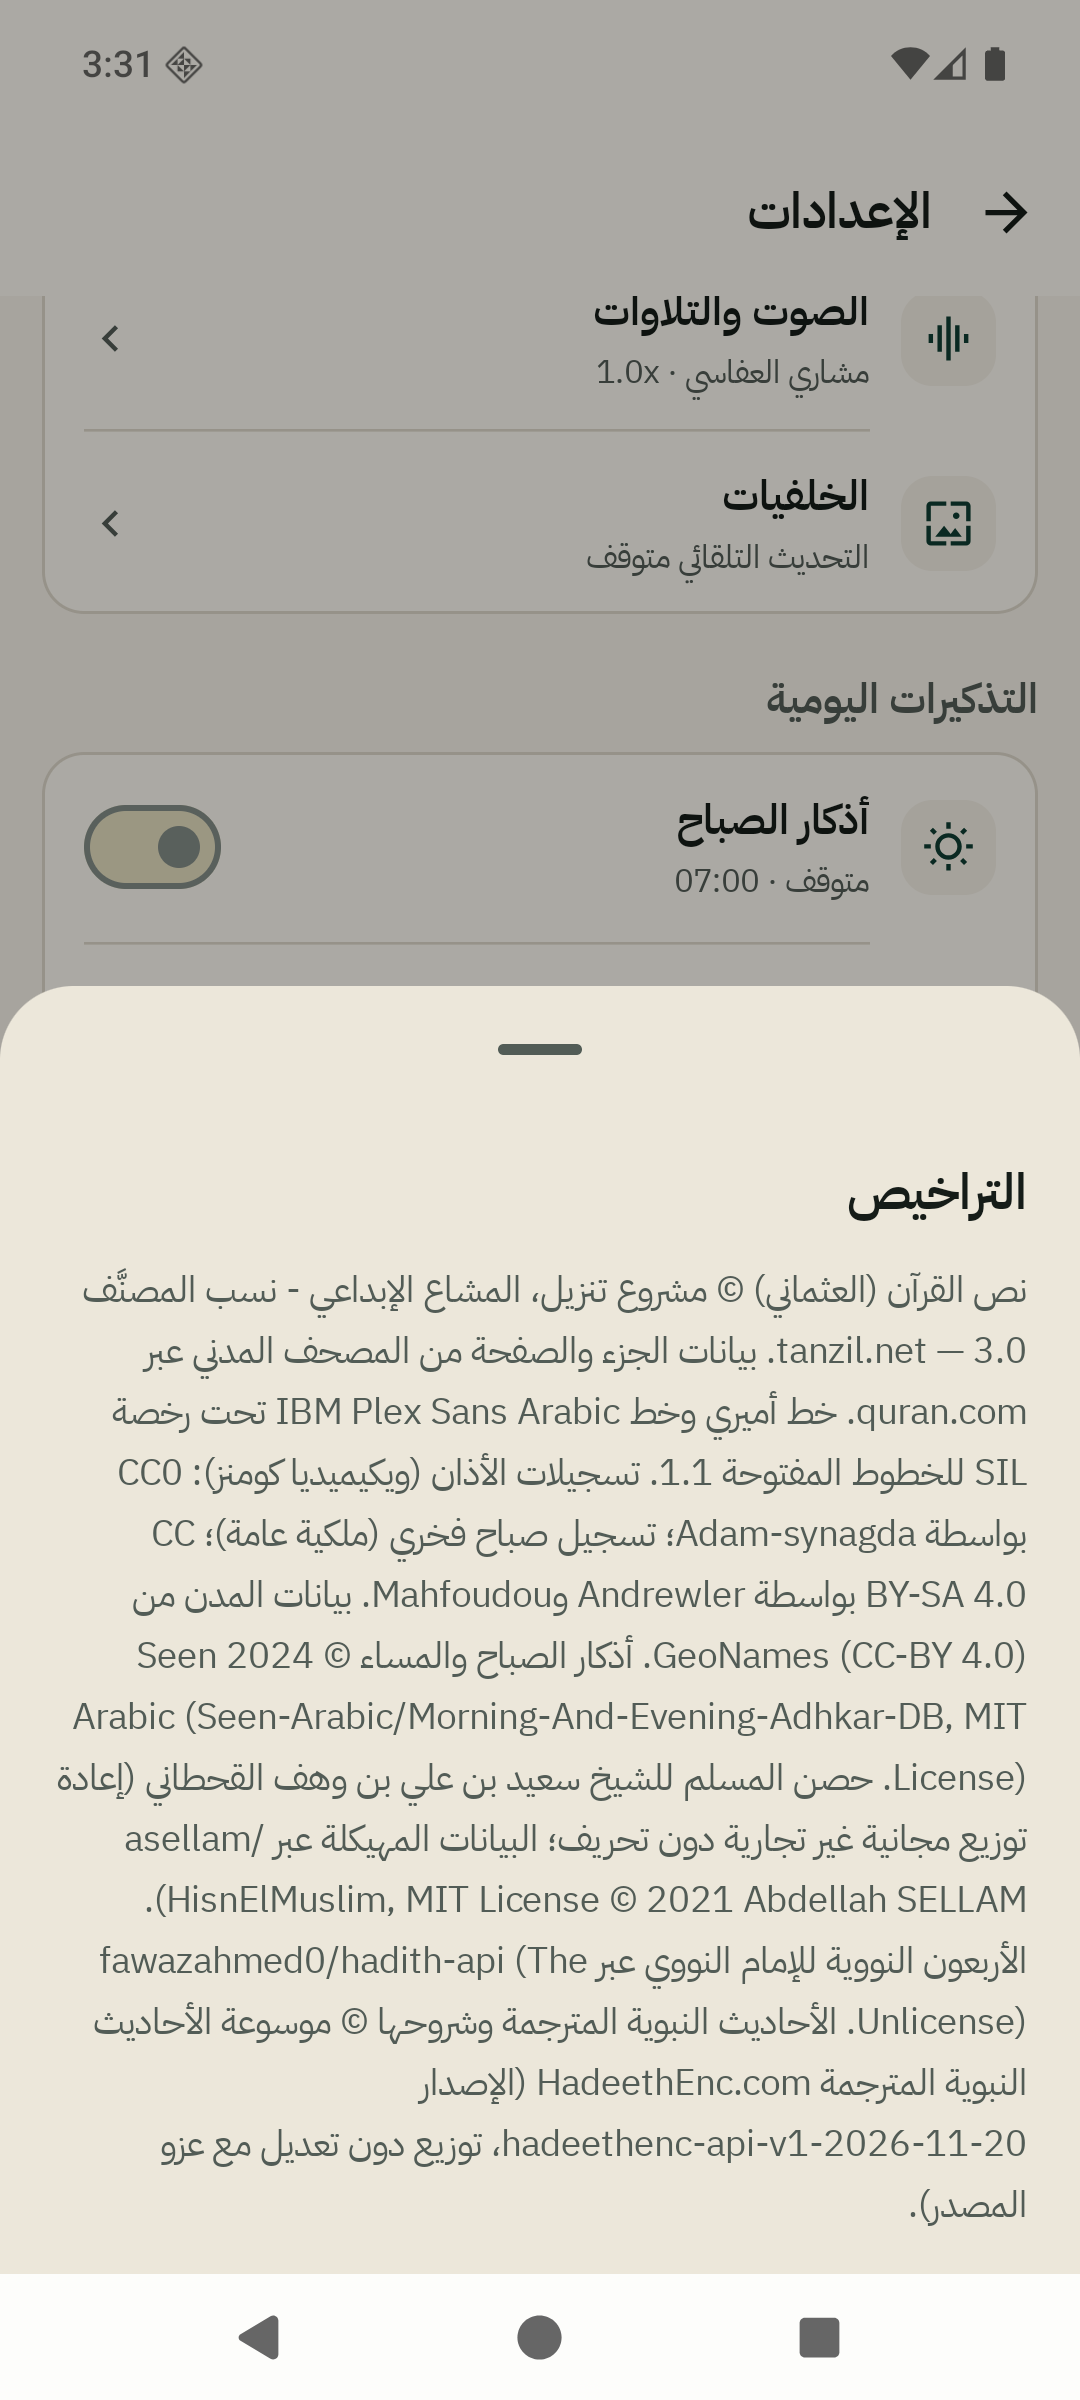 3:31
الإعدادات
الصوت والتلاوات
مشاري العفاسي · 1.0x
الخلفيات
التحديث التلقائي متوقف
التذكيرات اليومية
أذكار الصباح
متوقف · 07:00
التراخيص
نص القرآن (العثماني) © مشروع تنزيل، المشاع الإبداعي - نسب المصنَّف
3.0 — tanzil.net. بيانات الجزء والصفحة من المصحف المدني عبر
quran.com. خط أميري وخط IBM Plex Sans Arabic تحت رخصة
SIL للخطوط المفتوحة 1.1. تسجيلات الأذان (ويكيميديا كومنز): CC0
بواسطة Adam-synagda؛ تسجيل صباح فخري (ملكية عامة)؛ CC
BY-SA 4.0 بواسطة Andrewler وMahfoudou. بيانات المدن من
GeoNames (CC-BY 4.0). أذكار الصباح والمساء © 2024 Seen
Arabic (Seen-Arabic/Morning-And-Evening-Adhkar-DB, MIT
License). حصن المسلم للشيخ سعيد بن علي بن وهف القحطاني (إعادة
توزيع مجانية غير تجارية دون تحريف؛ البيانات المهيكلة عبر asellam/
HisnElMuslim, MIT License © 2021 Abdellah SELLAM).
الأربعون النووية للإمام النووي عبر fawazahmed0/hadith-api (The
Unlicense). الأحاديث النبوية المترجمة وشروحها © موسوعة الأحاديث
النبوية المترجمة HadeethEnc.com (الإصدار
hadeethenc-api-v1-2026-11-20، توزيع دون تعديل مع عزو
المصدر).